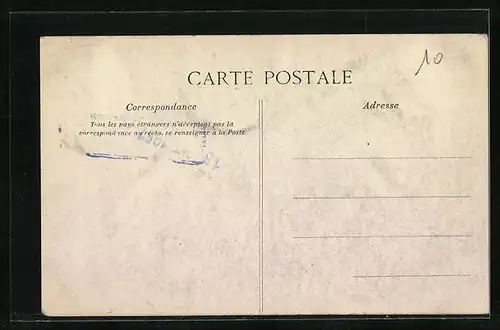 10
CARTE POSTALE
Correspondance
Adresse
Tous les pays étrangers n'acceptent pas la
correspondance au recto, se renseigner à la Poste